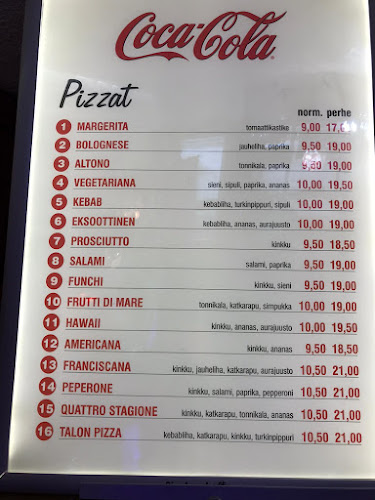 Coca-Cola
Pizzat
norm. perhe
1 MARGERITA tomaattikastike 9,00
2 BOLOGNESE jauheliha, paprika 9,50 19,00
3 ALTONO tonnikala, paprika 9,50 19,00
4 VEGETARIANA sieni, sipuli, paprika, ananas 10,00 19,50
5 KEBAB kebabliha, turkinpippuri, sipuli 10,00 19,00
6 EKSOOTTINEN kebabliha, ananas, aurajuusto 10,00 19,00
7 PROSCIUTTO kinkku 9,50 18,50
8 SALAMI salami, paprika 9,50 19,00
9 FUNCHI kinkku, sieni 9,50 19,00
10 FRUTTI DI MARE tonnikala, katkarapu, simpukka 10,00 19,00
11 HAWAII kinkku, ananas, aurajuusto 10,00 19,50
12 AMERICANA kinkku, ananas 9,50 18,50
13 FRANCISCANA kinkku, jauheliha, katkarapu, aurajuusto 10,50 21,00
14 PEPERONE kinkku, salami, paprika, pepperoni 10,50 21,00
15 QUATTRO STAGIONE kinkku, katkarapu, tonnikala, ananas 10,50 21,00
16 TALON PIZZA kebabliha, katkarapu, kinkku, turkinpippuri 10,50 21,00